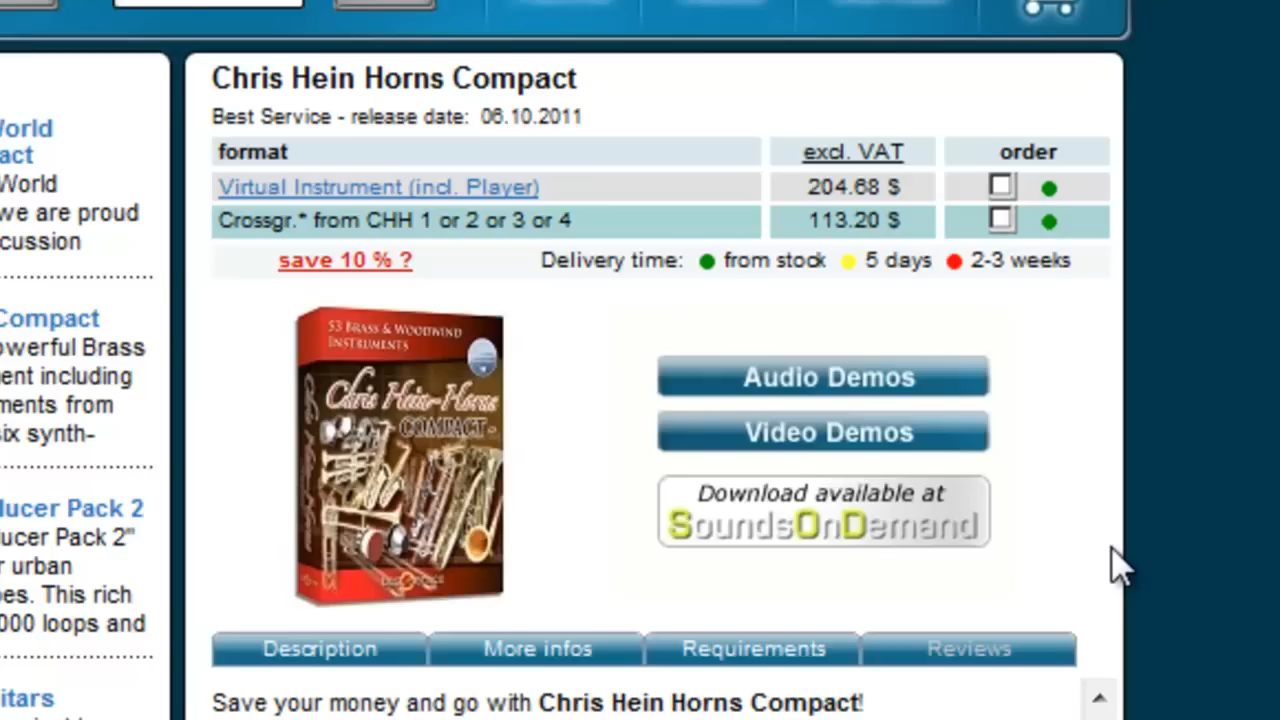 Chris Hein Horns Compact
Best Service - release date: 06.10.2011
format excl. VAT order
Virtual Instrument (incl. Player) 204.68 $
Crossgr.* from CHH 1 or 2 or 3 or 4 113.20 $
save 10 % ? Delivery time: from stock 5 days 2-3 weeks
World
act
World
we are proud
cussion
Compact
owerful Brass
ent including
ments from
six synth-
ducer Pack 2
ucer Pack 2"
r urban
es. This rich
000 loops and
itars
53 BRASS & WOODWIND
INSTRUMENTS
Chris Hein-Horns
COMPACT-
Audio Demos
Video Demos
Download available at
SoundsOnDemand
Description More infos Requirements Reviews
Save your money and go with Chris Hein Horns Compact!